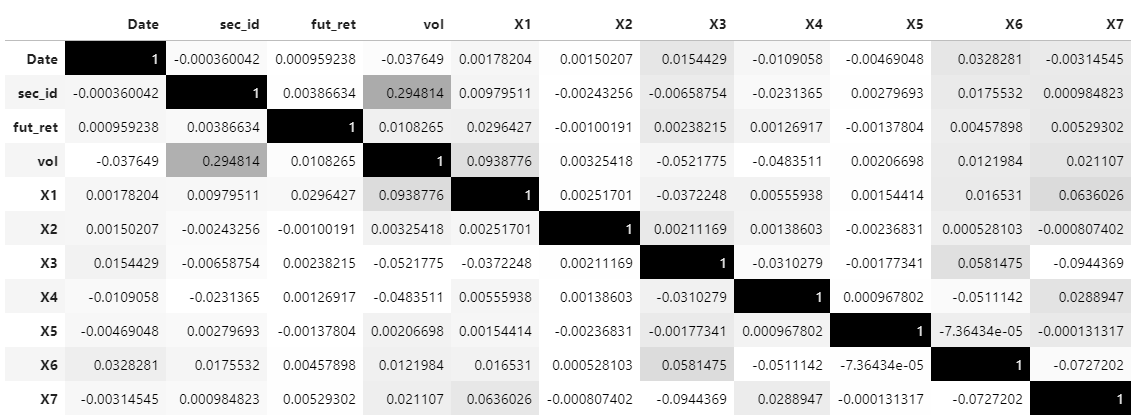 Date sec_id fut_ret vol X1 X2 X3 X4 X5 X6 X7
Date 1 -0.000360042 0.000959238 -0.037649 0.00178204 0.00150207 0.0154429 -0.0109058 -0.00469048 0.0328281 -0.00314545
sec_id -0.000360042 1 0.00386634 0.294814 0.00979511 -0.00243256 -0.00658754 -0.0231365 0.00279693 0.0175532 0.000984823
fut_ret 0.000959238 0.00386634 1 0.0108265 0.0296427 -0.00100191 0.00238215 0.00126917 -0.00137804 0.00457898 0.00529302
vol -0.037649 0.294814 0.0108265 1 0.0938776 0.00325418 -0.0521775 -0.0483511 0.00206698 0.0121984 0.021107
X1 0.00178204 0.00979511 0.0296427 0.0938776 1 0.00251701 -0.0372248 0.00555938 0.00154414 0.016531 0.0636026
X2 0.00150207 -0.00243256 -0.00100191 0.00325418 0.00251701 1 0.00211169 0.00138603 -0.00236831 0.000528103 -0.000807402
X3 0.0154429 -0.00658754 0.00238215 -0.0521775 -0.0372248 0.00211169 1 -0.0310279 -0.00177341 0.0581475 -0.0944369
X4 -0.0109058 -0.0231365 0.00126917 -0.0483511 0.00555938 0.00138603 -0.0310279 1 0.000967802 -0.0511142 0.0288947
X5 -0.00469048 0.00279693 -0.00137804 0.00206698 0.00154414 -0.00236831 -0.00177341 0.000967802 1 -7.36434e-05 -0.000131317
X6 0.0328281 0.0175532 0.00457898 0.0121984 0.016531 0.000528103 0.0581475 -0.0511142 -7.36434e-05 1 -0.0727202
X7 -0.00314545 0.000984823 0.00529302 0.021107 0.0636026 -0.000807402 -0.0944369 0.0288947 -0.000131317 -0.0727202 1